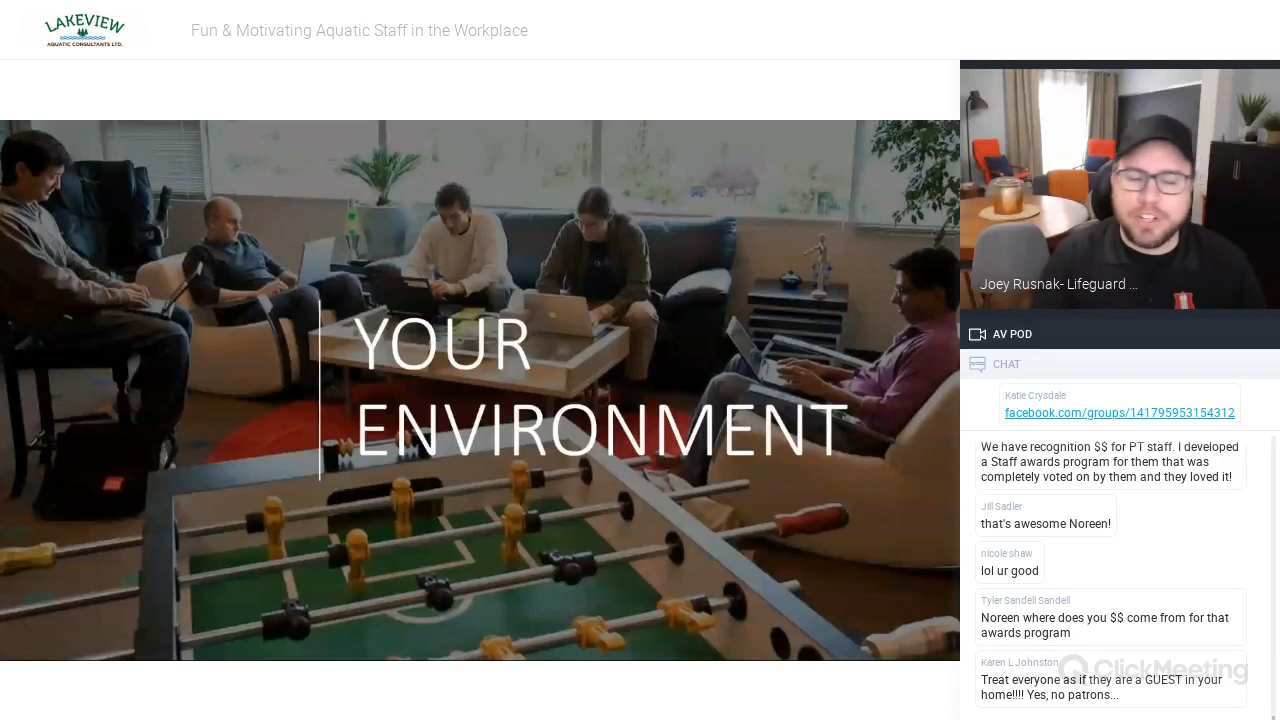 LAKEVIEW
AQUATIC CONSULTANTS LTD.
Fun & Motivating Aquatic Staff in the Workplace
YOUR
ENVIRONMENT
Joey Rusnak- Lifeguard ...
AV POD
CHAT
Katie Crysdale
facebook.com/groups/141795953154312
We have recognition $$ for PT staff. I developed
a Staff awards program for them that was
completely voted on by them and they loved it!
Jill Sadler
that's awesome Noreen!
nicole shaw
lol ur good
Tyler Sandell Sandell
Noreen where does you $$ come from for that
awards program
Karen L Johnston
ClickMeeting
Treat everyone as if they are a GUEST in your
home!!!! Yes, no patrons...